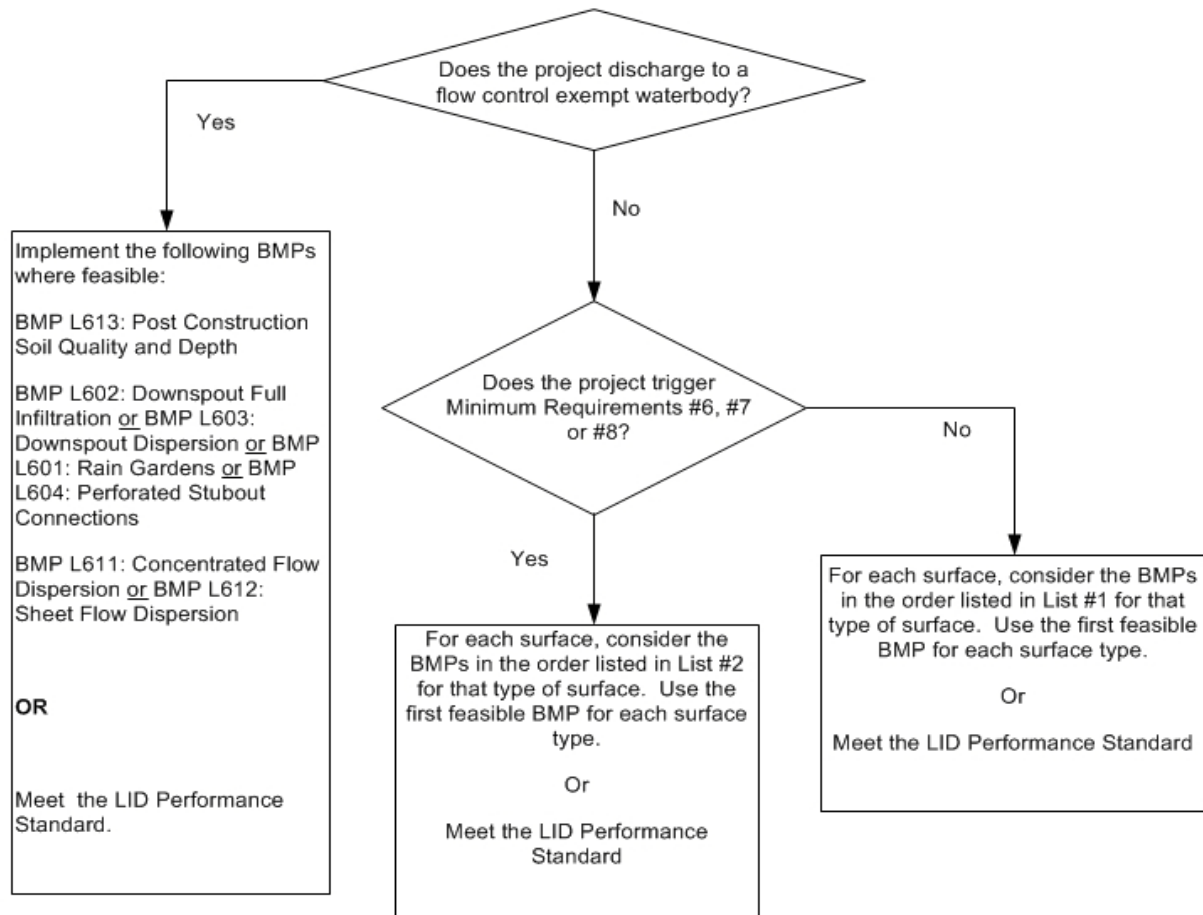 Does the project discharge to a
flow control exempt waterbody?
Yes
No
Implement the following BMPs
where feasible:
BMP L613: Post Construction
Soil Quality and Depth
BMP L602: Downspout Full
Infiltration or BMP L603:
Downspout Dispersion or BMP
L601: Rain Gardens or BMP
L604: Perforated Stubout
Connections
BMP L611: Concentrated Flow
Dispersion or BMP L612:
Sheet Flow Dispersion
OR
Meet the LID Performance
Standard.
Does the project trigger
Minimum Requirements #6, #7
or #8?
Yes
No
For each surface, consider the
BMPs in the order listed in List #2
for that type of surface. Use the
first feasible BMP for each surface
type.
Or
Meet the LID Performance
Standard
For each surface, consider the BMPs
in the order listed in List #1 for that
type of surface. Use the first feasible
BMP for each surface type.
Or
Meet the LID Performance Standard